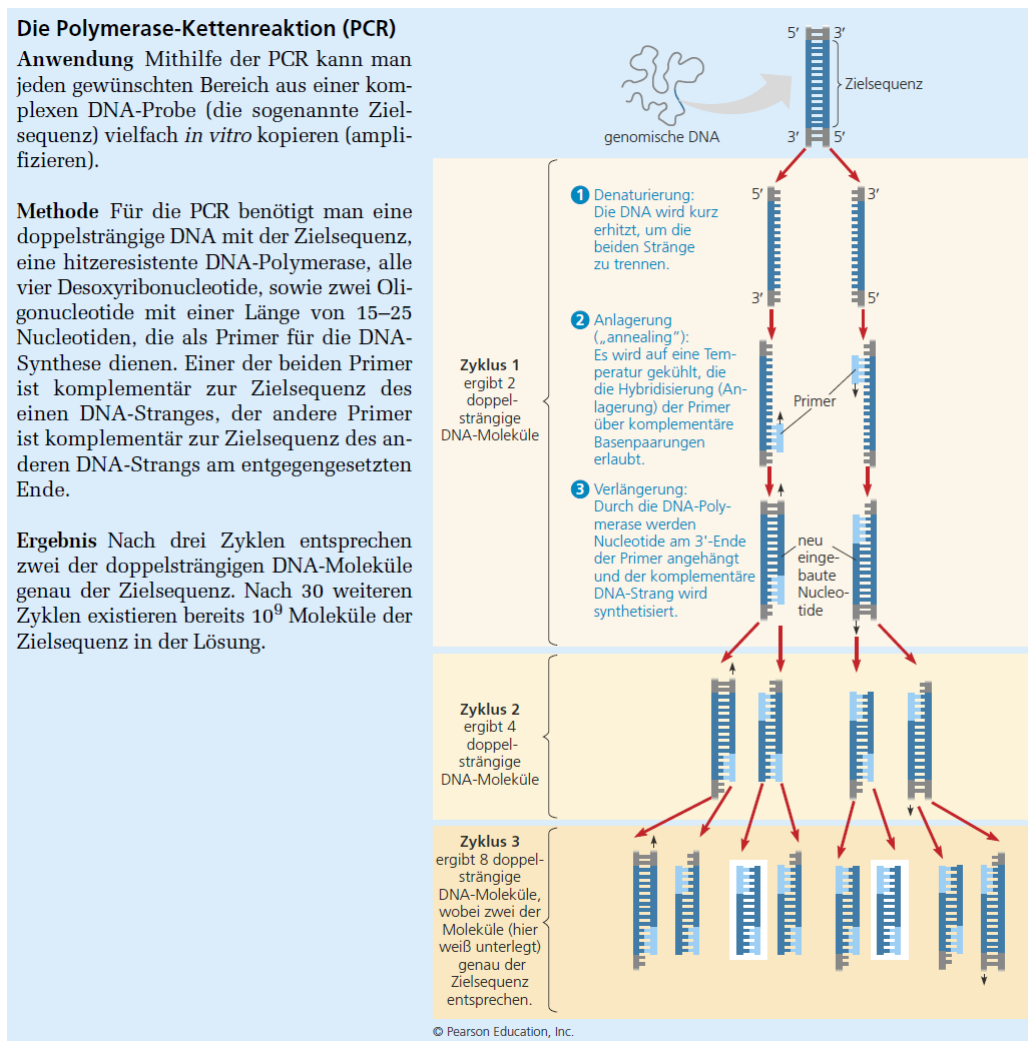 Die Polymerase-Kettenreaktion (PCR)
Anwendung Mithilfe der PCR kann man
jeden gewünschten Bereich aus einer kom-
plexen DNA-Probe (die sogenannte Ziel-
sequenz) vielfach in vitro kopieren (ampli-
fizieren).
Methode Für die PCR benötigt man eine
doppelsträngige DNA mit der Zielsequenz,
eine hitzeresistente DNA-Polymerase, alle
vier Desoxyribonucleotide, sowie zwei Oli-
gonucleotide mit einer Länge von 15–25
Nucleotiden, die als Primer für die DNA-
Synthese dienen. Einer der beiden Primer
ist komplementär zur Zielsequenz des
einen DNA-Stranges, der andere Primer
ist komplementär zur Zielsequenz des an-
deren DNA-Strangs am entgegengesetzten
Ende.
Ergebnis Nach drei Zyklen entsprechen
zwei der doppelsträngigen DNA-Moleküle
genau der Zielsequenz. Nach 30 weiteren
Zyklen existieren bereits 10⁹ Moleküle der
Zielsequenz in der Lösung.
5′ 3′
Zielsequenz
genomische DNA
3′ 5′
Zyklus 1
ergibt 2
doppel-
strängige
DNA-Moleküle
1 Denaturierung:
Die DNA wird kurz
erhitzt, um die
beiden Stränge
zu trennen.
5′ 3′
3′ 5′
2 Anlagerung
(„annealing“):
Es wird auf eine Tem-
peratur gekühlt, die
die Hybridisierung (An-
lagerung) der Primer
über komplementäre
Basenpaarungen
erlaubt.
Primer
3 Verlängerung:
Durch die DNA-Poly-
merase werden
Nucleotide am 3'-Ende
der Primer angehängt
und der komplementäre
DNA-Strang wird
synthetisiert.
neu
einge-
baute
Nucleo-
tide
Zyklus 2
ergibt 4
doppel-
strängige
DNA-Moleküle
Zyklus 3
ergibt 8 doppel-
strängige
DNA-Moleküle,
wobei zwei der
Moleküle (hier
weiß unterlegt)
genau der
Zielsequenz
entsprechen.
© Pearson Education, Inc.